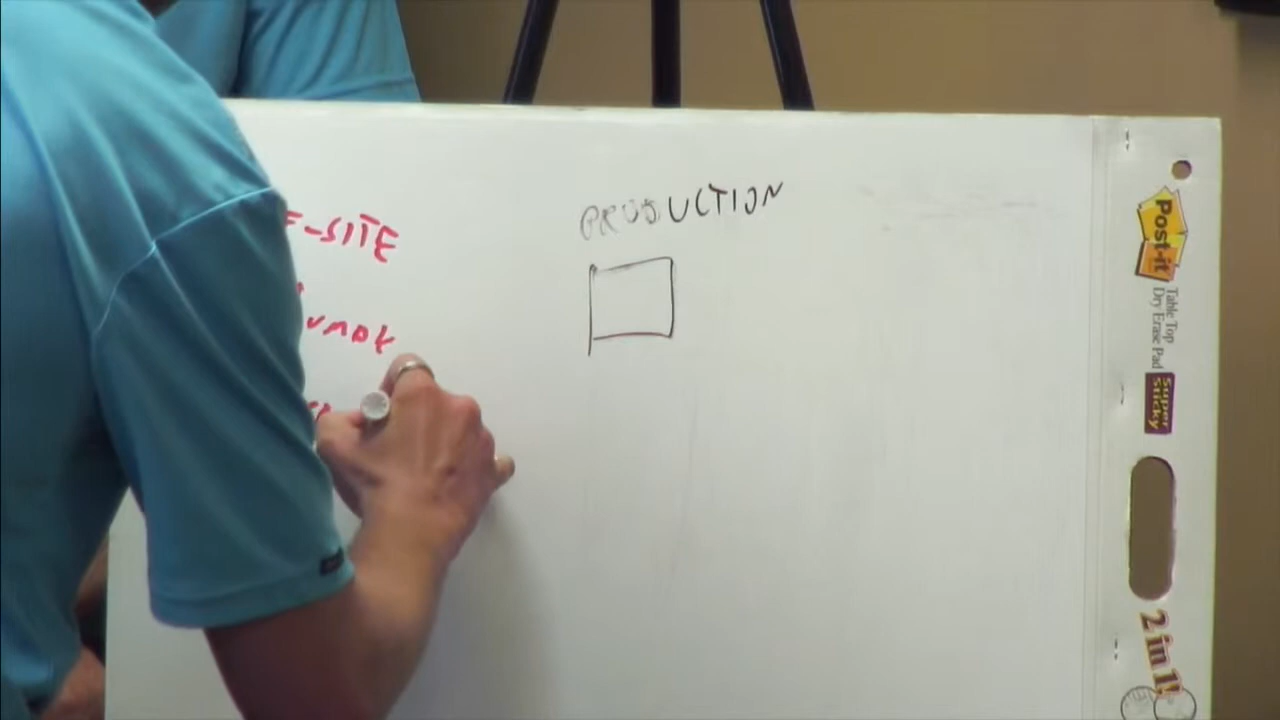 PRODUCTION
-SITE
Post-it
Table Top
Dry Erase Pad
Super
Sticky
2 in 1!